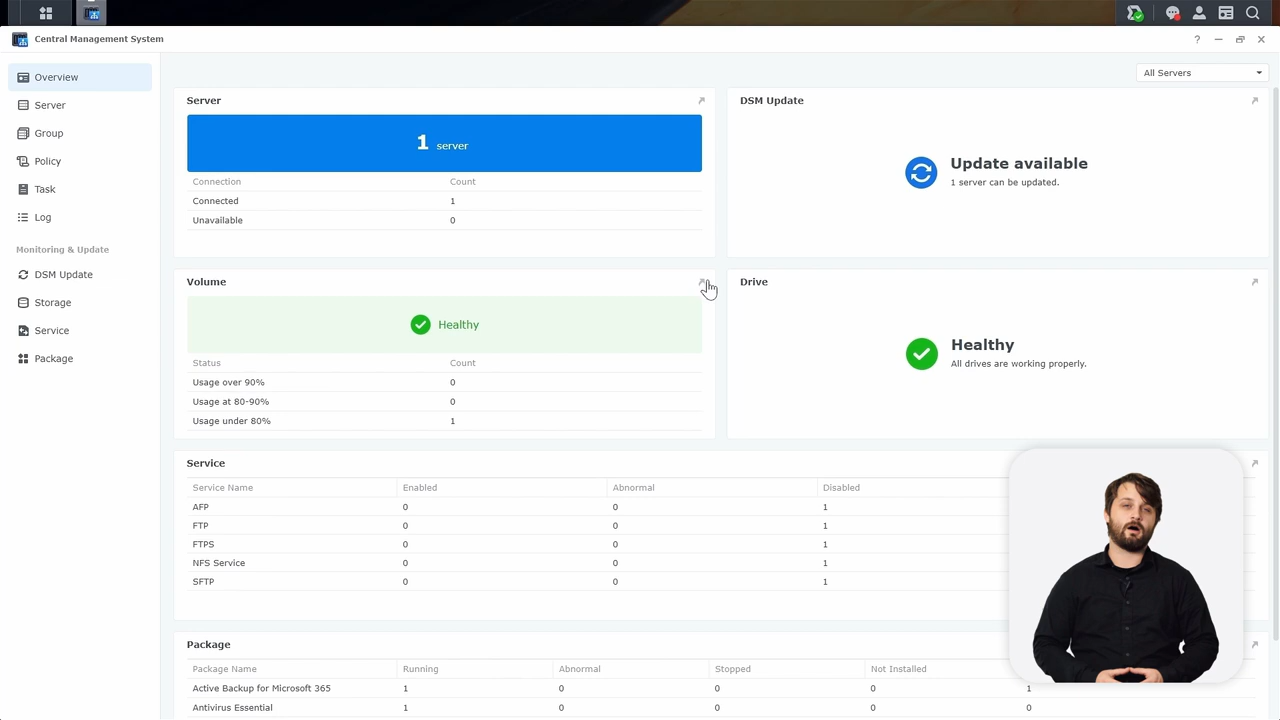 Central Management System
?
All Servers
Overview
Server
Group
Policy
Task
Log
Monitoring & Update
DSM Update
Storage
Service
Package
Server
1 server
Connection Count
Connected 1
Unavailable 0
DSM Update
Update available
1 server can be updated.
Volume
Healthy
Status Count
Usage over 90% 0
Usage at 80-90% 0
Usage under 80% 1
Drive
Healthy
All drives are working properly.
Service
Service Name Enabled Abnormal Disabled
AFP 0 0 1
FTP 0 0 1
FTPS 0 0 1
NFS Service 0 0 1
SFTP 0 0 1
Package
Package Name Running Abnormal Stopped Not Installed
Active Backup for Microsoft 365 1 0 0 0 1
Antivirus Essential 1 0 0 0 0